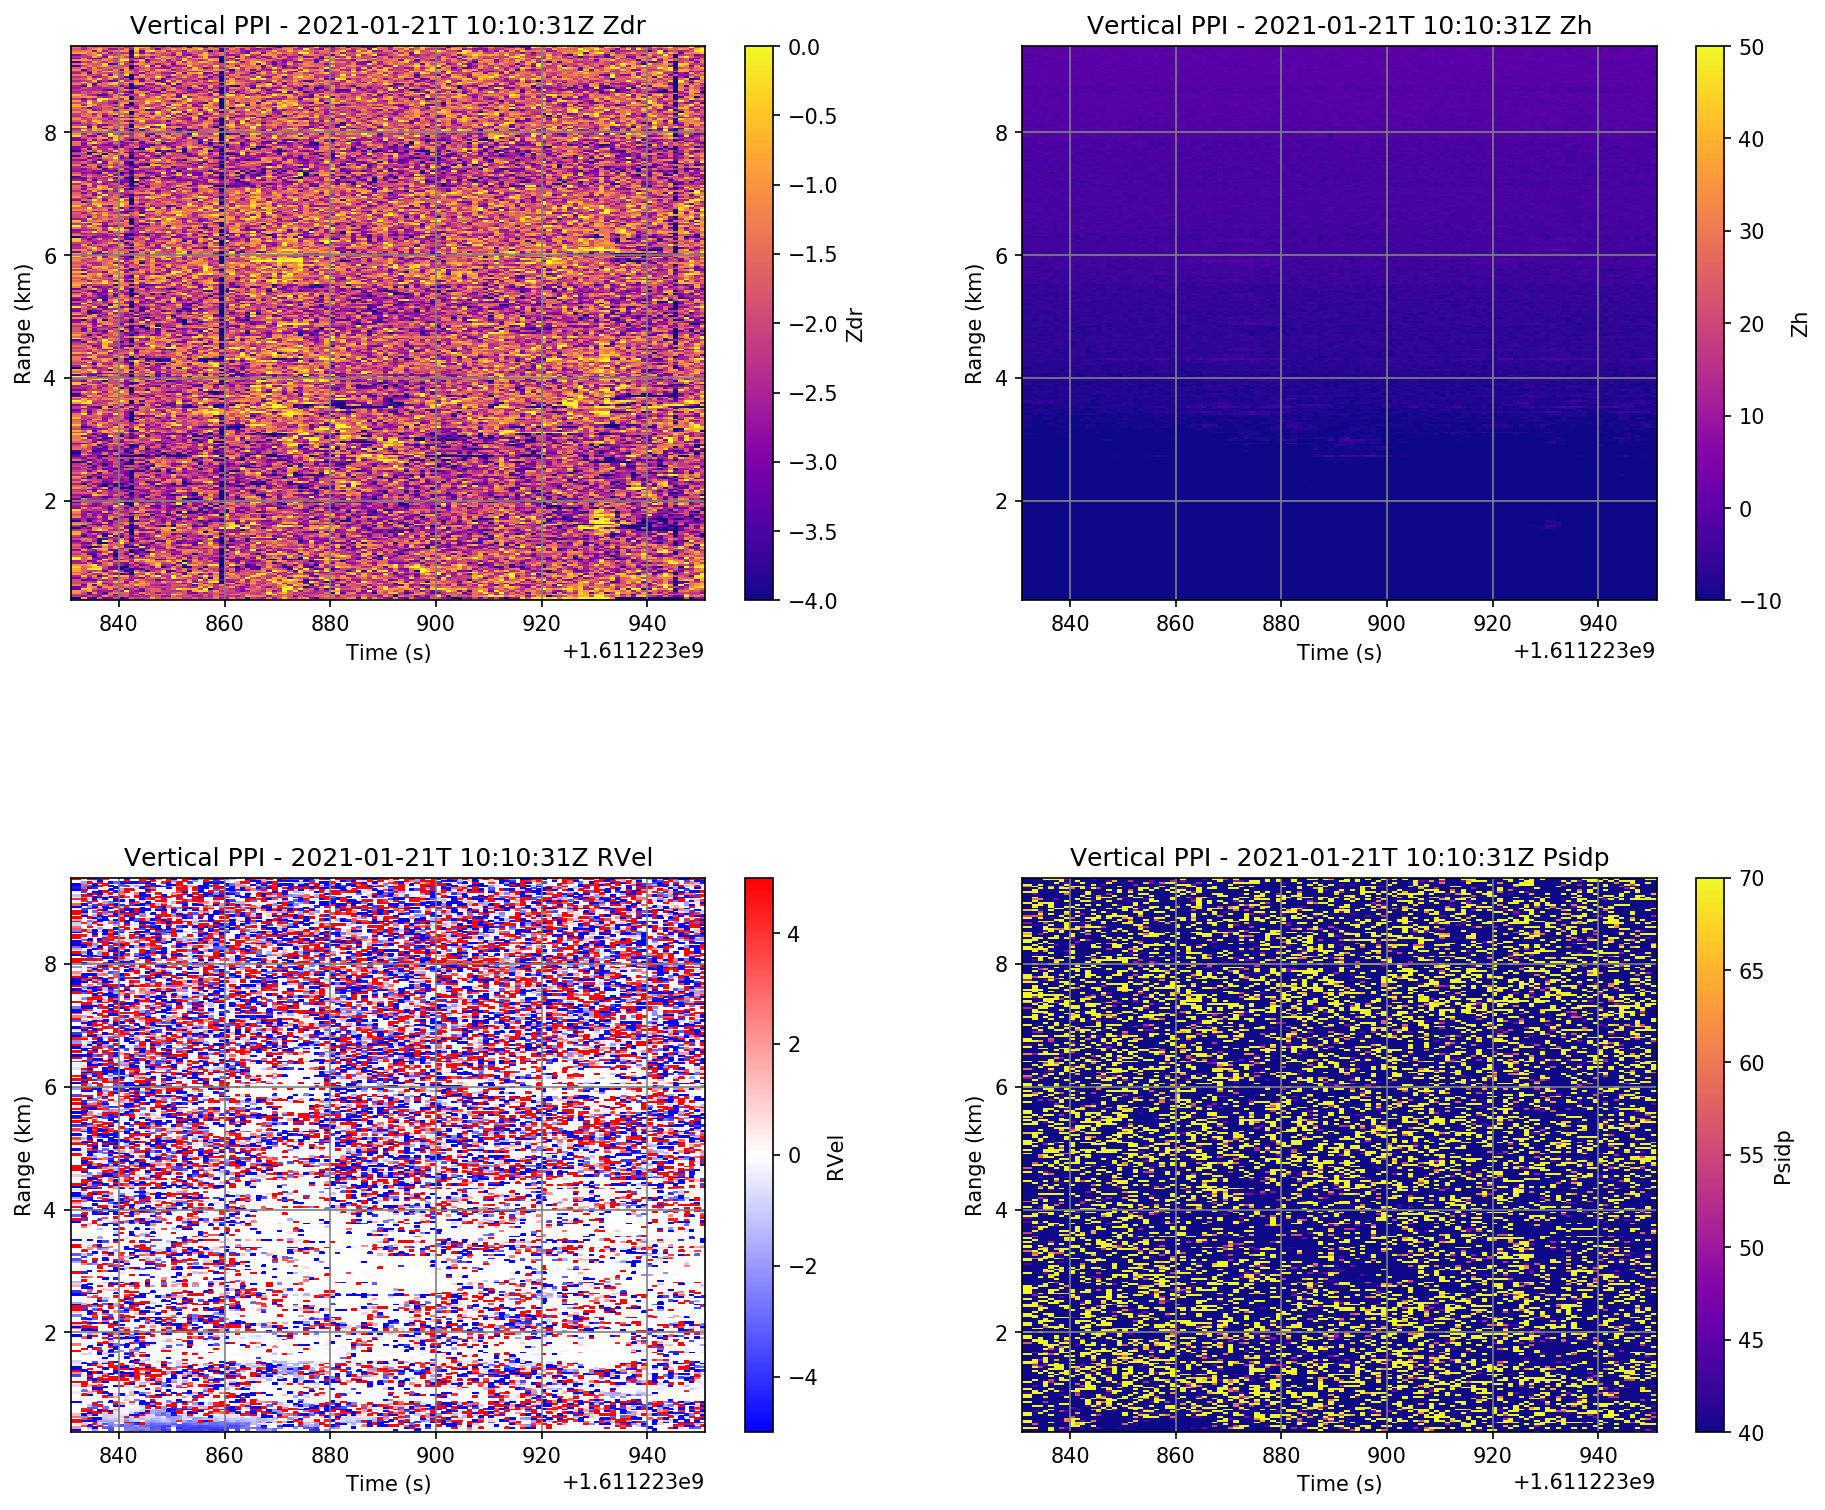 Vertical PPI - 2021-01-21T 10:10:31Z Zdr
Range (km)
8
6
4
2
840 860 880 900 920 940
Time (s)
+1.611223e9
0.0
−0.5
−1.0
−1.5
−2.0
−2.5
−3.0
−3.5
−4.0
Zdr
Vertical PPI - 2021-01-21T 10:10:31Z Zh
Range (km)
8
6
4
2
840 860 880 900 920 940
Time (s)
+1.611223e9
50
40
30
20
10
0
−10
Zh
Vertical PPI - 2021-01-21T 10:10:31Z RVel
Range (km)
8
6
4
2
840 860 880 900 920 940
Time (s)
+1.611223e9
4
2
0
−2
−4
RVel
Vertical PPI - 2021-01-21T 10:10:31Z Psidp
Range (km)
8
6
4
2
840 860 880 900 920 940
Time (s)
+1.611223e9
70
65
60
55
50
45
40
Psidp